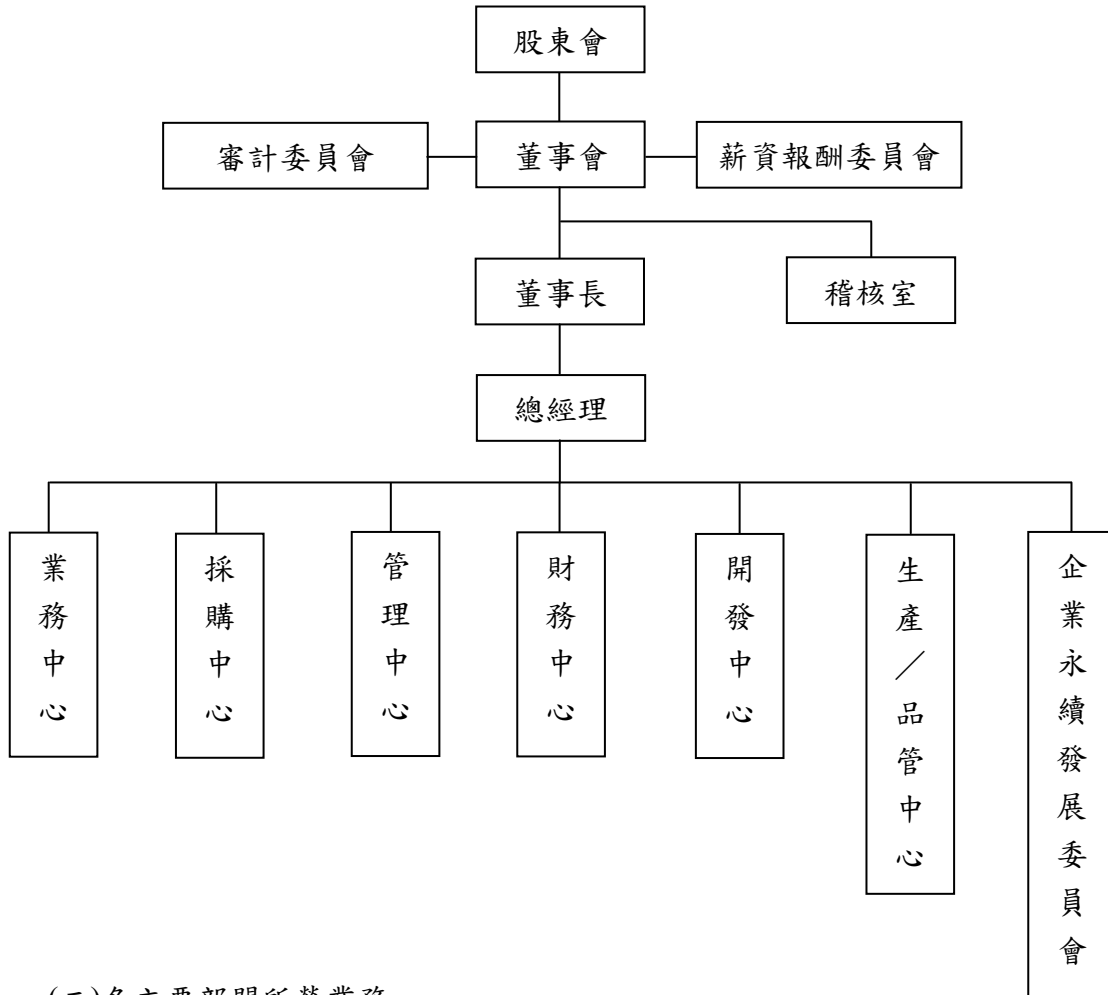 股東會
審計委員會
董事會
薪資報酬委員會
董事長
稽核室
總經理
業務中心
採購中心
管理中心
財務中心
開發中心
生產／品管中心
企業永續發展委員會